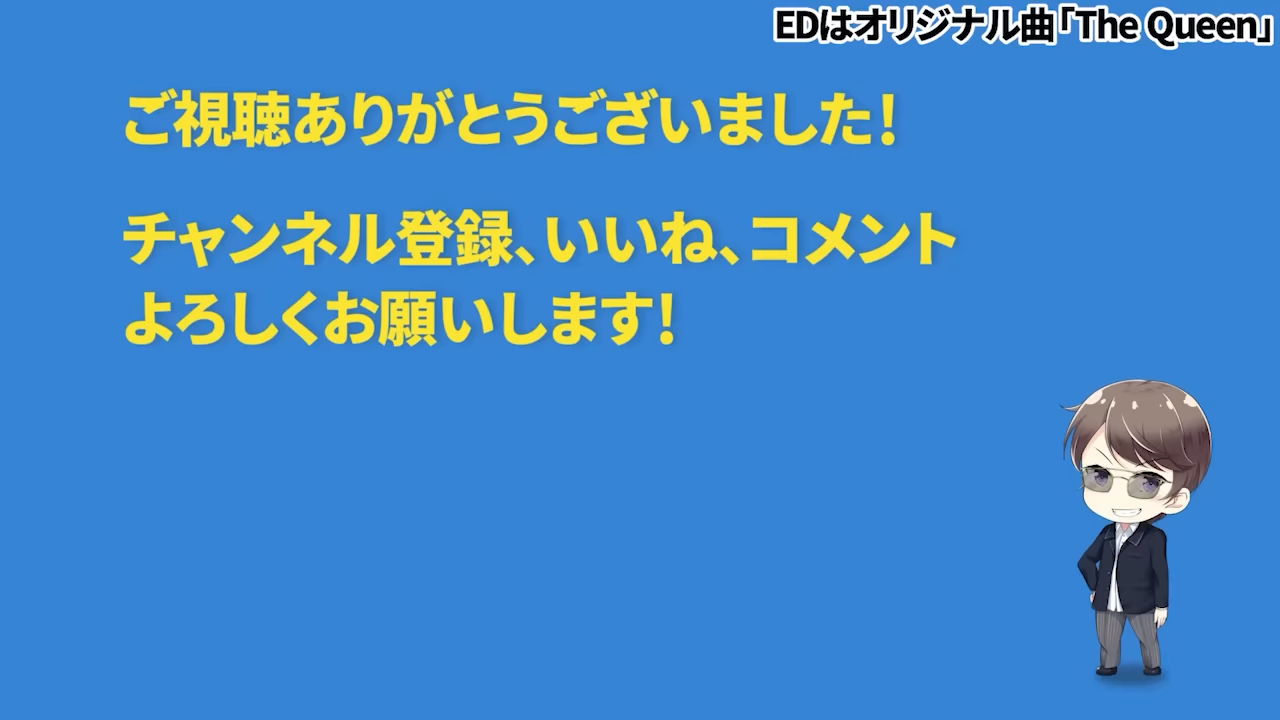 EDはオリジナル曲「The Queen」
ご視聴ありがとうございました!
チャンネル登録、いいね、コメント
よろしくお願いします!